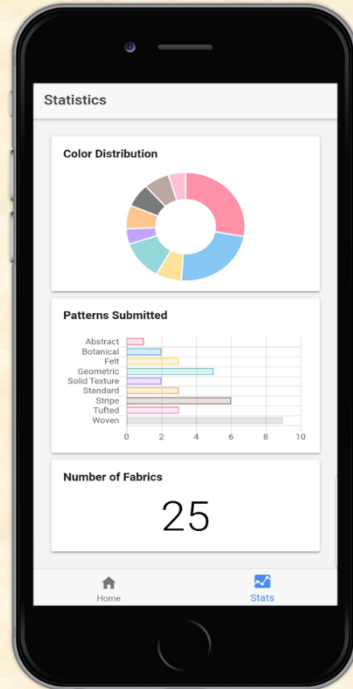 Statistics
Color Distribution
Patterns Submitted
Abstract
Botanical
Felt
Geometric
Solid Texture
Standard
Stripe
Tufted
Woven
0 2 4 6 8 10
Number of Fabrics
25
Home Stats